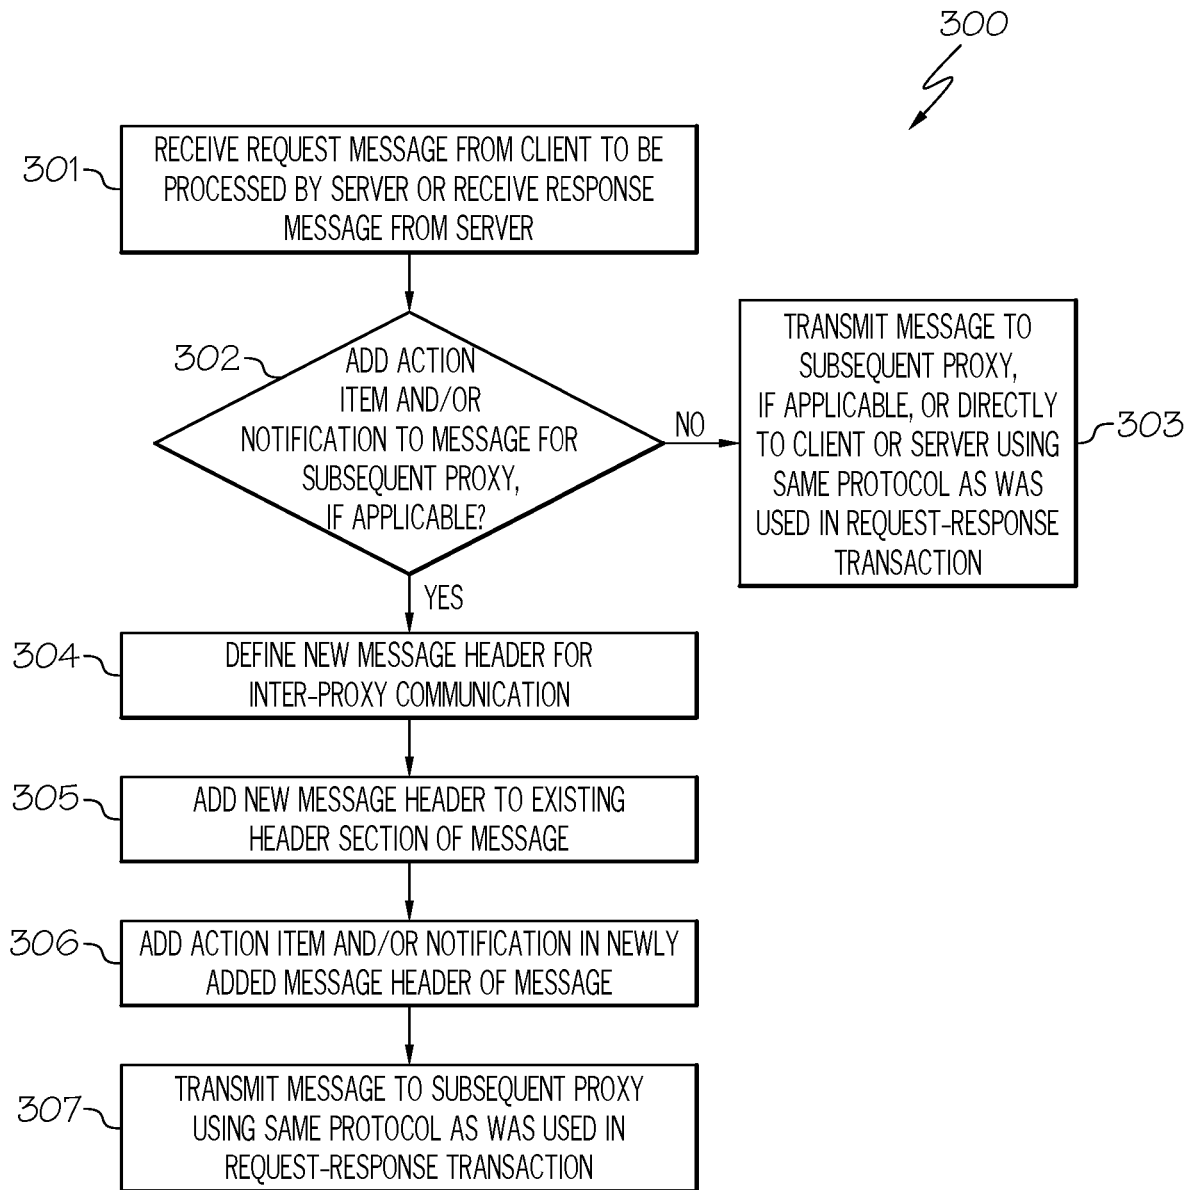 300
301
RECEIVE REQUEST MESSAGE FROM CLIENT TO BE
PROCESSED BY SERVER OR RECEIVE RESPONSE
MESSAGE FROM SERVER
302
ADD ACTION
ITEM AND/OR
NOTIFICATION TO MESSAGE FOR
SUBSEQUENT PROXY,
IF APPLICABLE?
NO
TRANSMIT MESSAGE TO
SUBSEQUENT PROXY,
IF APPLICABLE, OR DIRECTLY
TO CLIENT OR SERVER USING
SAME PROTOCOL AS WAS
USED IN REQUEST-RESPONSE
TRANSACTION
303
YES
304
DEFINE NEW MESSAGE HEADER FOR
INTER-PROXY COMMUNICATION
305
ADD NEW MESSAGE HEADER TO EXISTING
HEADER SECTION OF MESSAGE
306
ADD ACTION ITEM AND/OR NOTIFICATION IN NEWLY
ADDED MESSAGE HEADER OF MESSAGE
307
TRANSMIT MESSAGE TO SUBSEQUENT PROXY
USING SAME PROTOCOL AS WAS USED IN
REQUEST-RESPONSE TRANSACTION